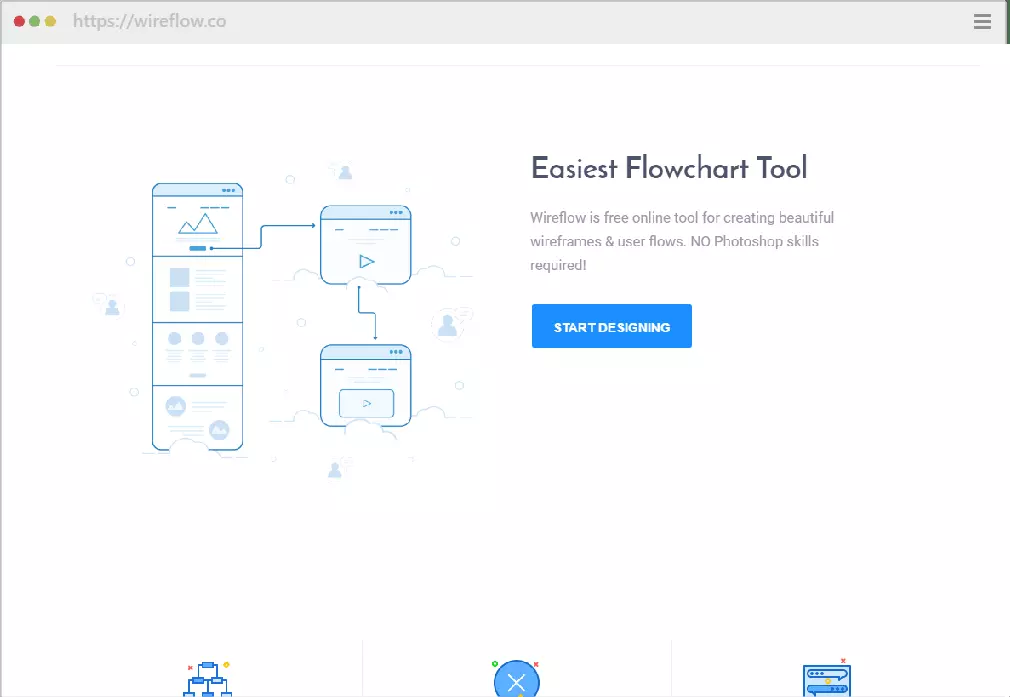 https://wireflow.co
Easiest Flowchart Tool
Wireflow is free online tool for creating beautiful
wireframes & user flows. NO Photoshop skills
required!
START DESIGNING